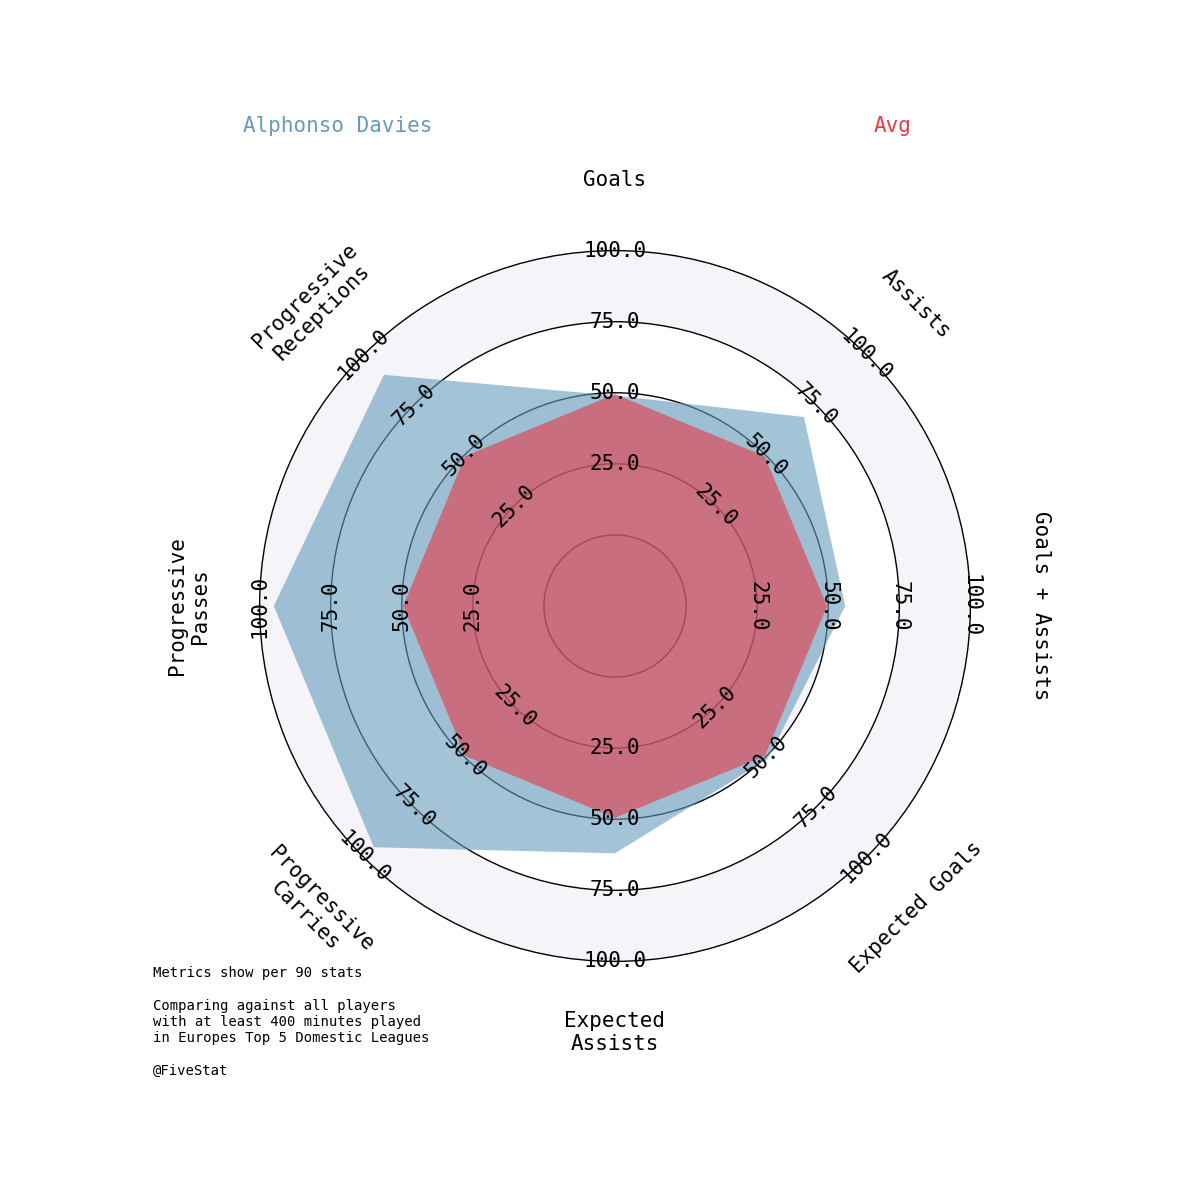 Alphonso Davies
Avg
Goals
Assists
Goals + Assists
Expected Goals
Expected
Assists
Progressive
Carries
Progressive
Passes
Progressive
Receptions
25.0
50.0
75.0
100.0
25.0
50.0
75.0
100.0
25.0
50.0
75.0
100.0
25.0
50.0
75.0
100.0
25.0
50.0
75.0
100.0
25.0
50.0
75.0
100.0
25.0
50.0
75.0
100.0
25.0
50.0
75.0
100.0
Metrics show per 90 stats
Comparing against all players
with at least 400 minutes played
in Europes Top 5 Domestic Leagues
@FiveStat